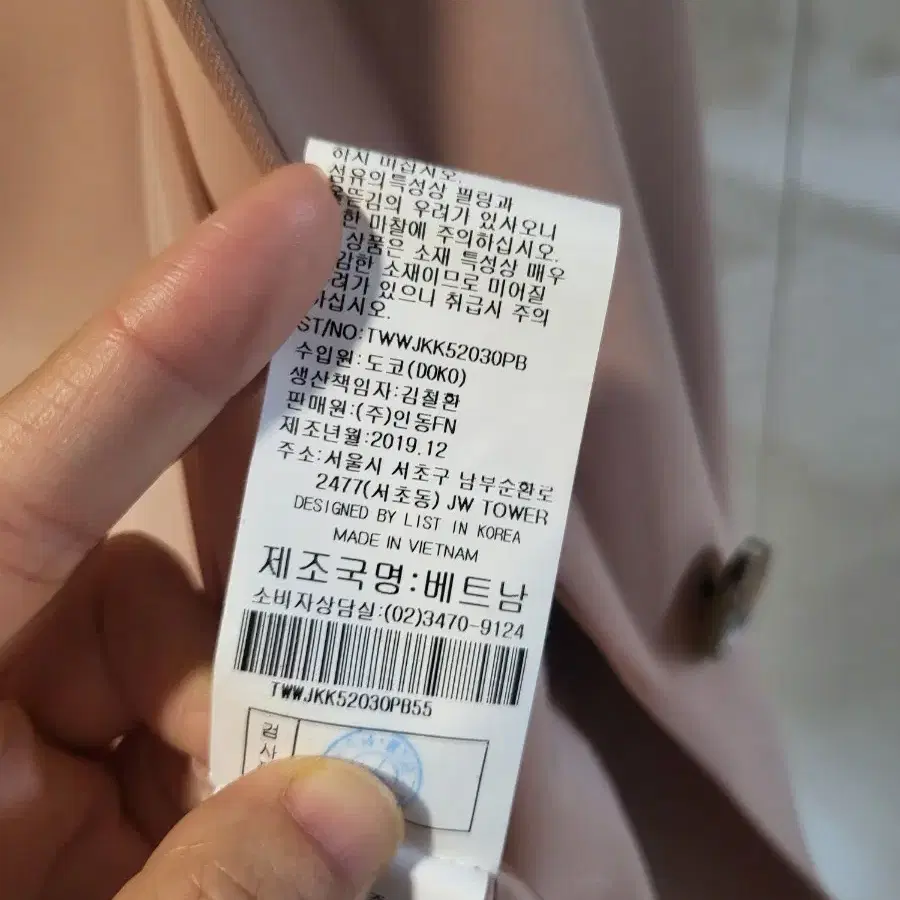 하시 마십시오.
섬유의 특성상 필링과
올뜯김의 우려가 있사오니
한 마찰에 주의하십시오.
상품은 소재 특성상 매우
감한 소재이므로 미어질
려가 있으니 취급시 주의
하십시오.
ST/NO:TWWJKK52030PB
수입원:도코(DOKO)
생산책임자:김철환
판매원:(주)인동FN
제조년월:2019.12
주소:서울시 서초구 남부순환로
2477(서초동) JW TOWER
DESIGNED BY LIST IN KOREA
MADE IN VIETNAM
제조국명:베트남
소비자상담실:(02)3470-9124
TWWJKK52030PB55
검사